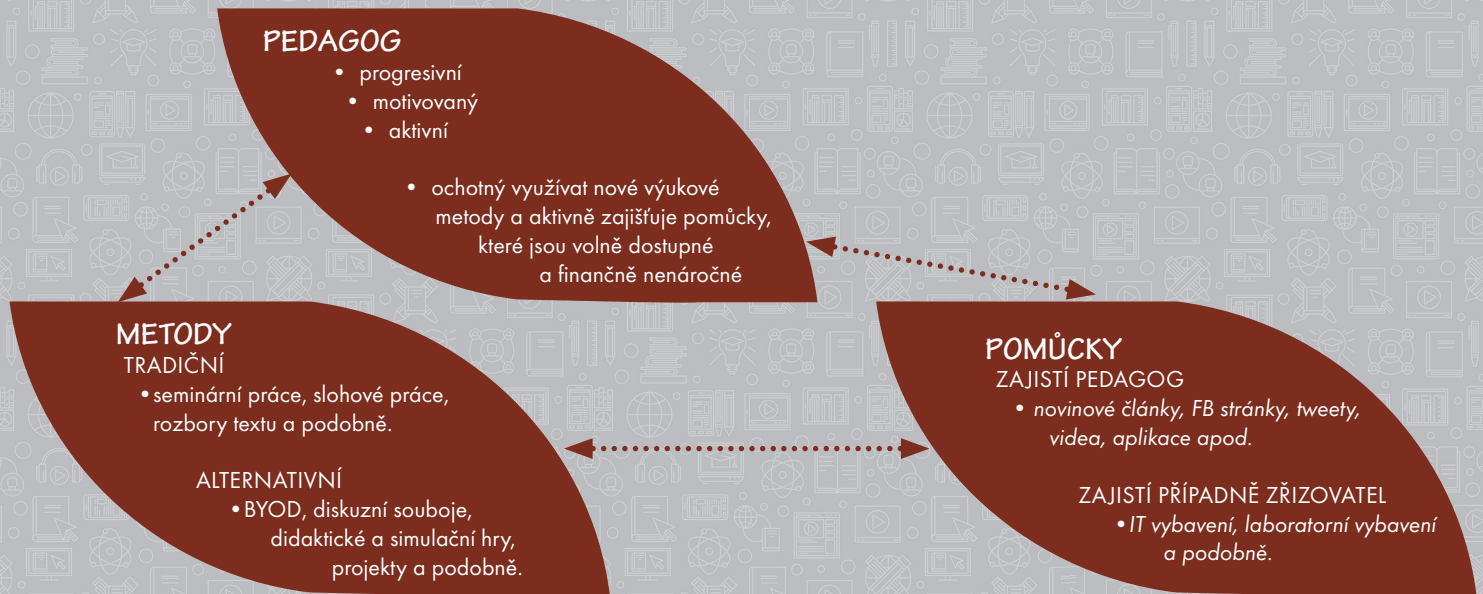 PEDAGOG
• progresivní
• motivovaný
• aktivní
• ochotný využívat nové výukové
metody a aktivně zajišťuje pomůcky,
které jsou volně dostupné
a finančně nenáročné
METODY
TRADIČNÍ
• seminární práce, slohové práce,
rozbory textu a podobně.
ALTERNATIVNÍ
• BYOD, diskuzní souboje,
didaktické a simulační hry,
projekty a podobně.
POMŮCKY
ZAJISTÍ PEDAGOG
• novinové články, FB stránky, tweety,
videa, aplikace apod.
ZAJISTÍ PŘÍPADNĚ ZŘIZOVATEL
• IT vybavení, laboratorní vybavení
a podobně.